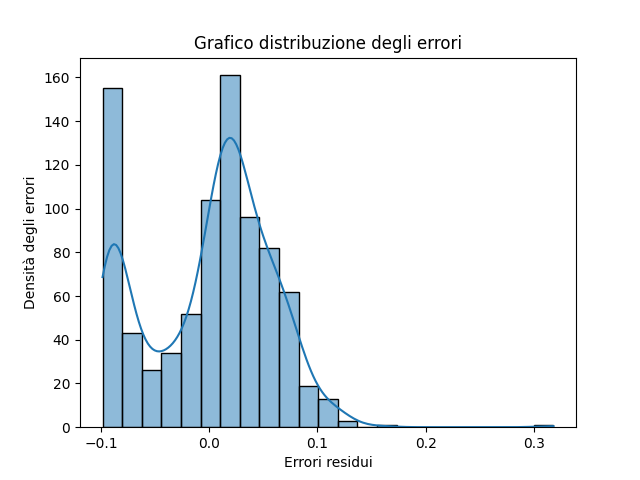 Grafico distribuzione degli errori
Densità degli errori
160
140
120
100
80
60
40
20
0
−0.1 0.0 0.1 0.2 0.3
Errori residui